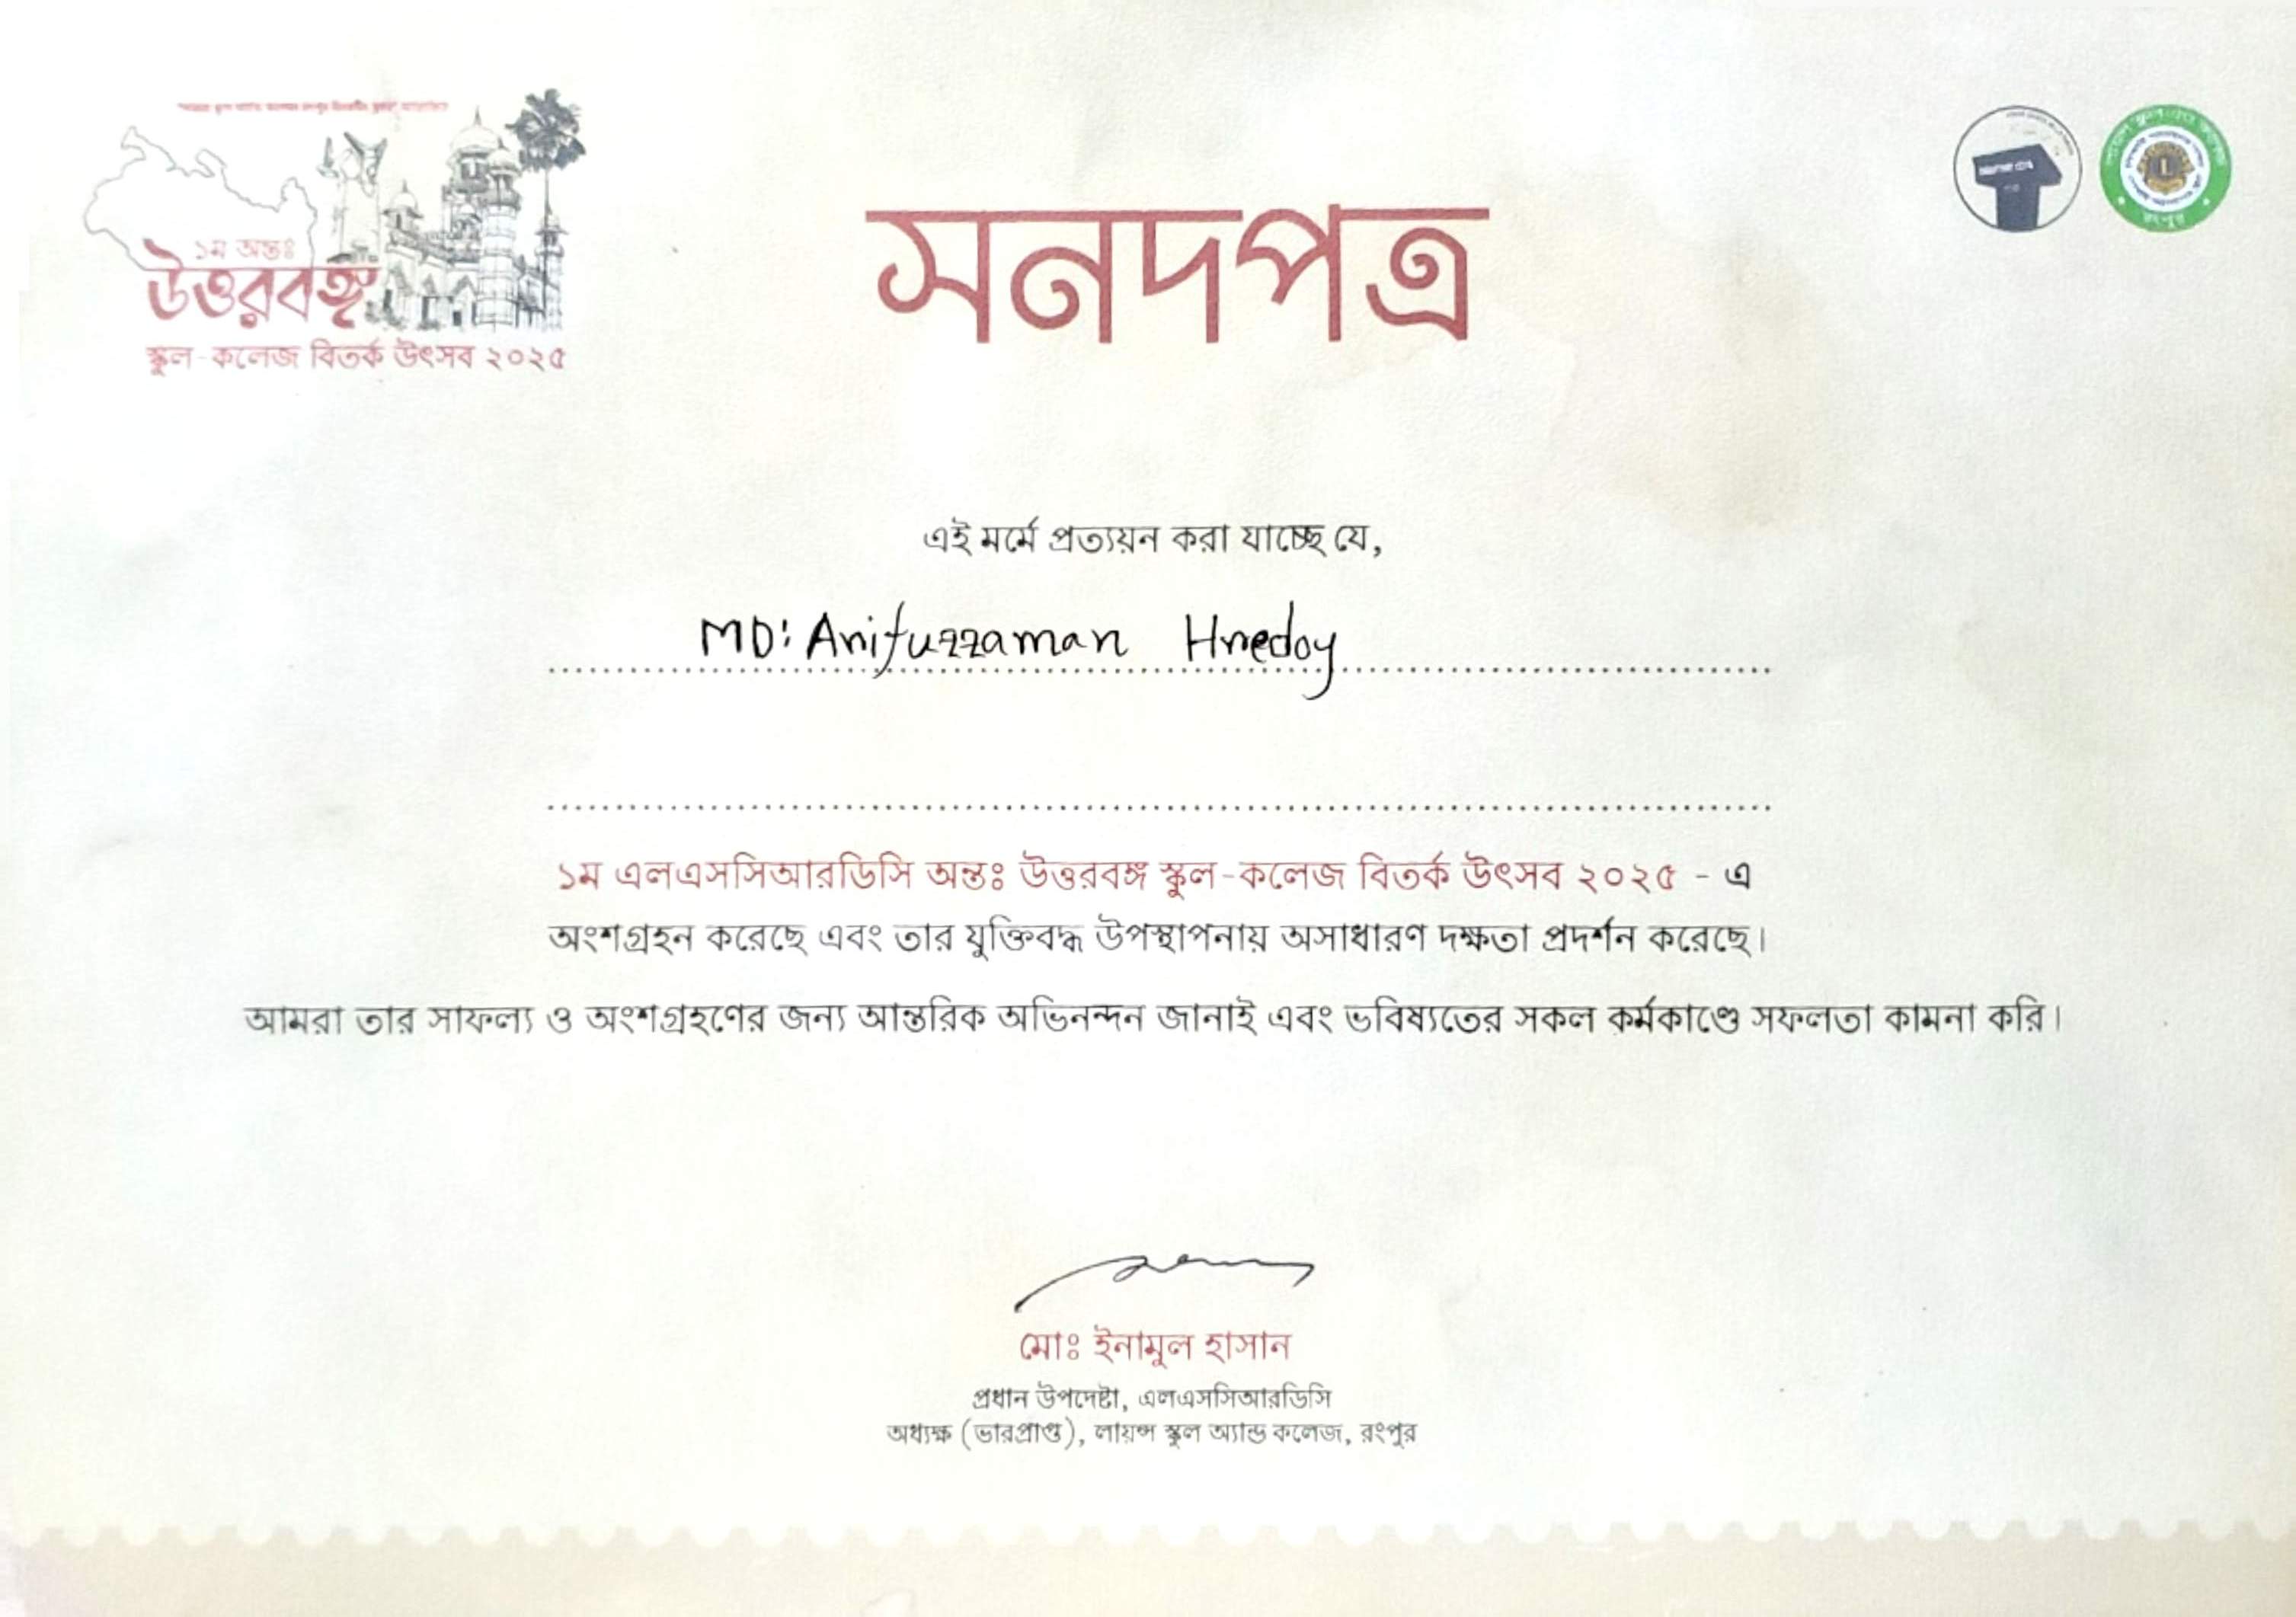 ১ম অন্তঃ
উত্তরবঙ্গ
স্কুল-কলেজ বিতর্ক উৎসব ২০২৫
রংপুর
সনদপত্র
এই মর্মে প্রত্যয়ন করা যাচ্ছে যে,
MD: Arifuzzaman Hredoy
১ম এলএসসিআরডিসি অন্তঃ উত্তরবঙ্গ স্কুল-কলেজ বিতর্ক উৎসব ২০২৫ - এ
অংশগ্রহন করেছে এবং তার যুক্তিবদ্ধ উপস্থাপনায় অসাধারণ দক্ষতা প্রদর্শন করেছে।
আমরা তার সাফল্য ও অংশগ্রহণের জন্য আন্তরিক অভিনন্দন জানাই এবং ভবিষ্যতের সকল কর্মকাণ্ডে সফলতা কামনা করি।
মোঃ ইনামুল হাসান
প্রধান উপদেষ্টা, এলএসসিআরডিসি
অধ্যক্ষ (ভারপ্রাপ্ত), লায়ন্স স্কুল অ্যান্ড কলেজ, রংপুর